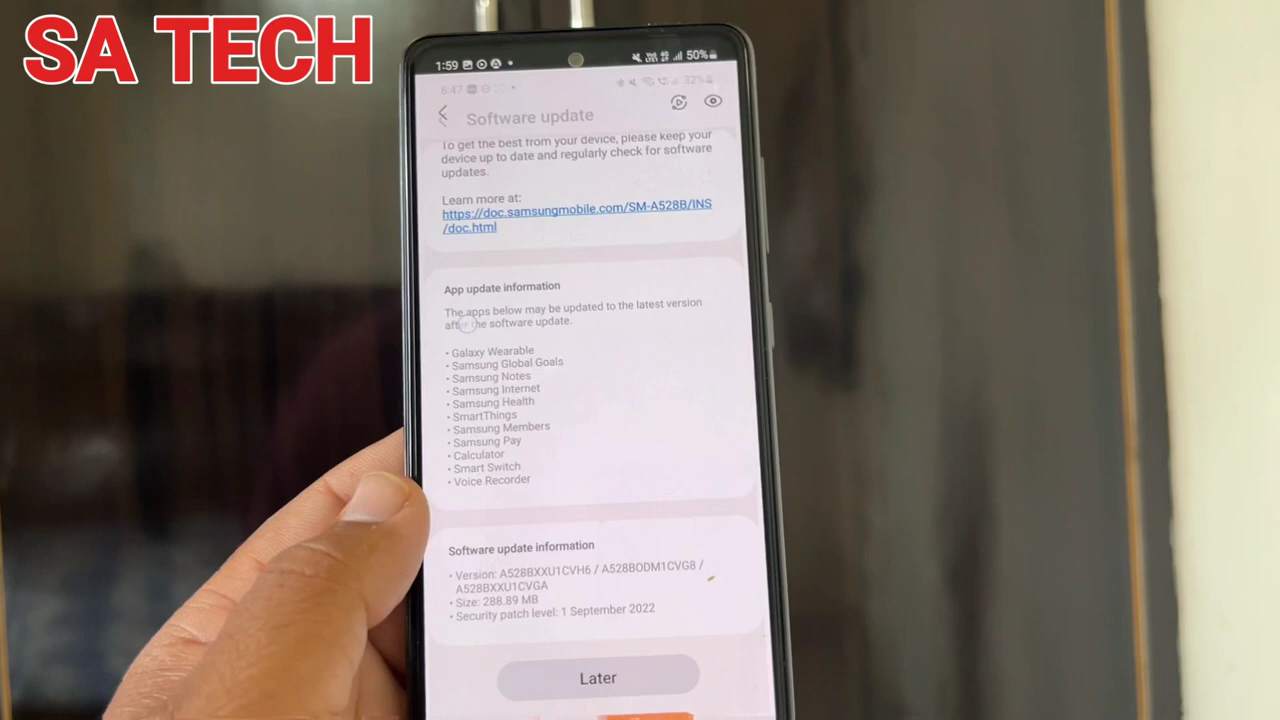 SA TECH
1:59 50%
6:47 32%
Software update
To get the best from your device, please keep your
device up to date and regularly check for software
updates.
Learn more at:
https://doc.samsungmobile.com/SM-A528B/INS
/doc.html
App update information
The apps below may be updated to the latest version
after the software update.
• Galaxy Wearable
• Samsung Global Goals
• Samsung Notes
• Samsung Internet
• Samsung Health
• SmartThings
• Samsung Members
• Samsung Pay
• Calculator
• Smart Switch
• Voice Recorder
Software update information
• Version: A528BXXU1CVH6 / A528BODM1CVG8 /
A528BXXU1CVGA
• Size: 288.89 MB
• Security patch level: 1 September 2022
Later